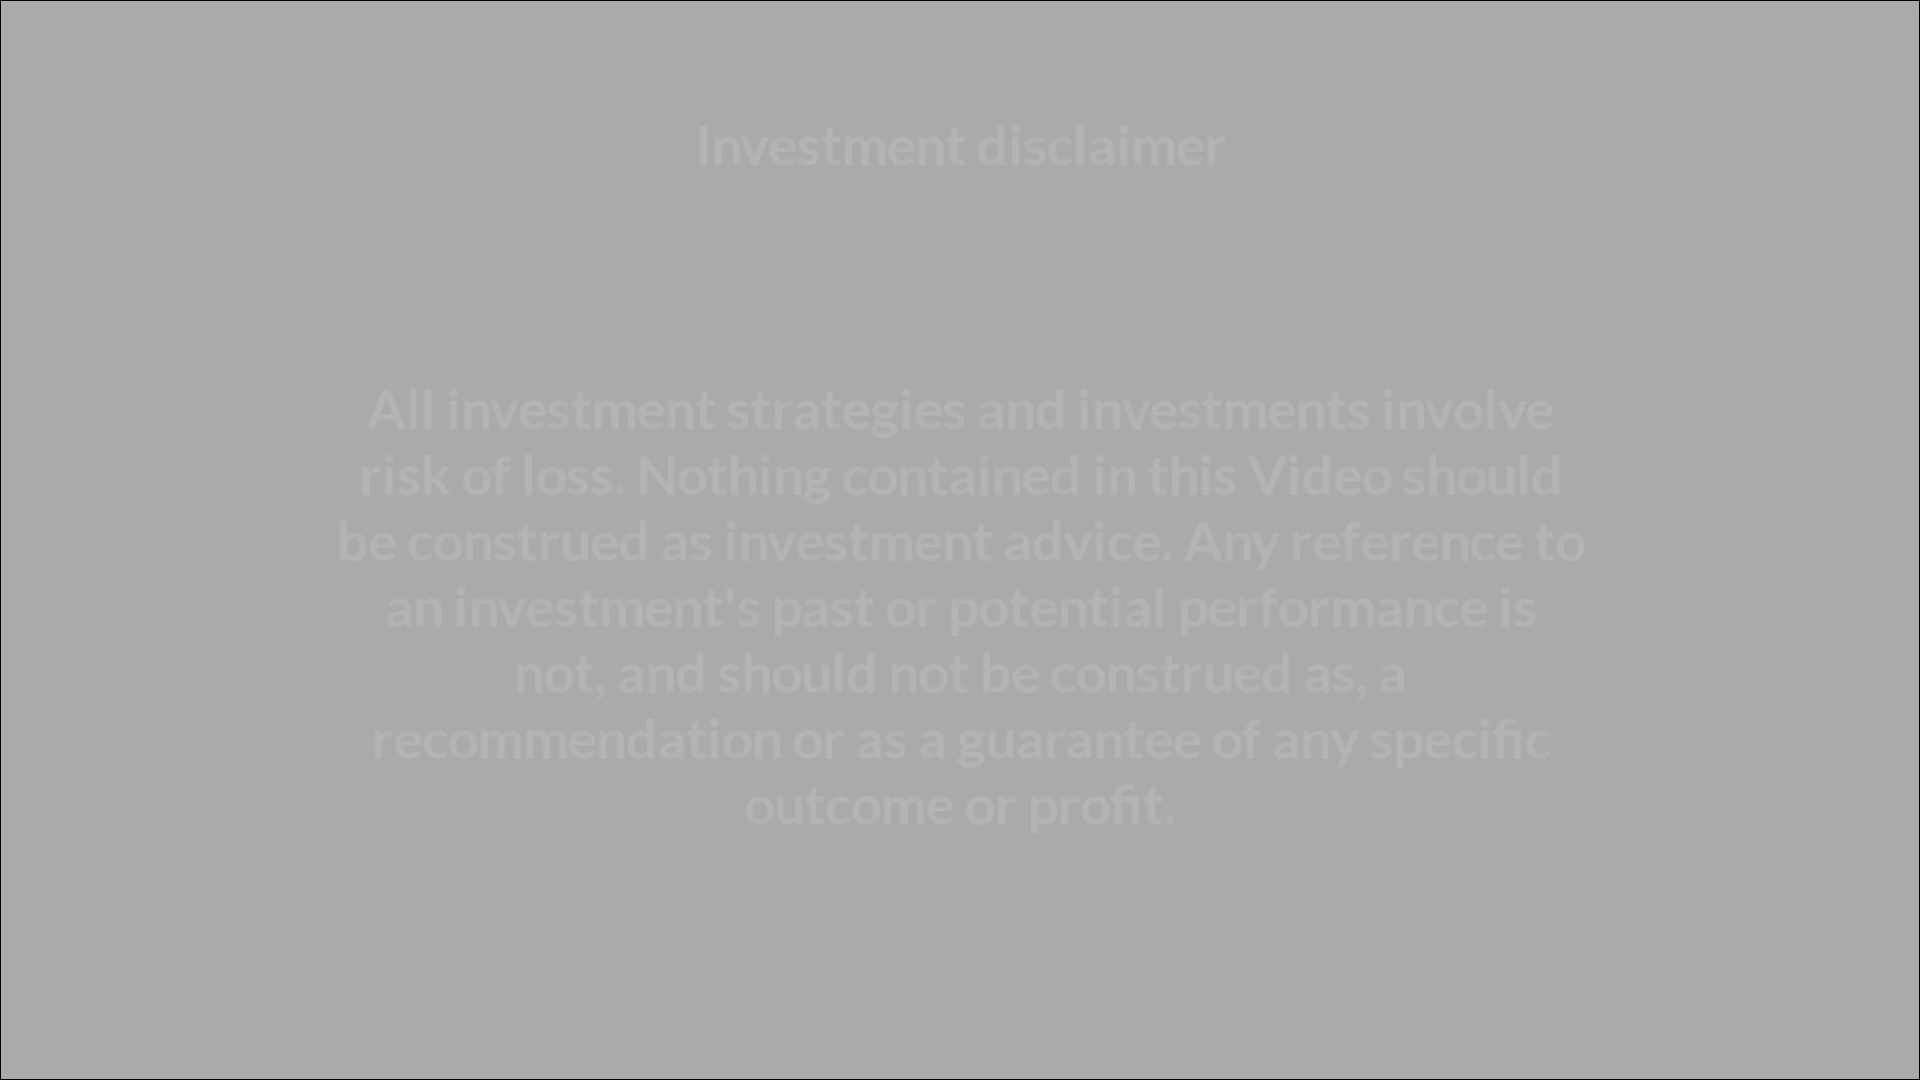 Investment disclaimer
All investment strategies and investments involve
risk of loss. Nothing contained in this Video should
be construed as investment advice. Any reference to
an investment's past or potential performance is
not, and should not be construed as, a
recommendation or as a guarantee of any specific
outcome or profit.